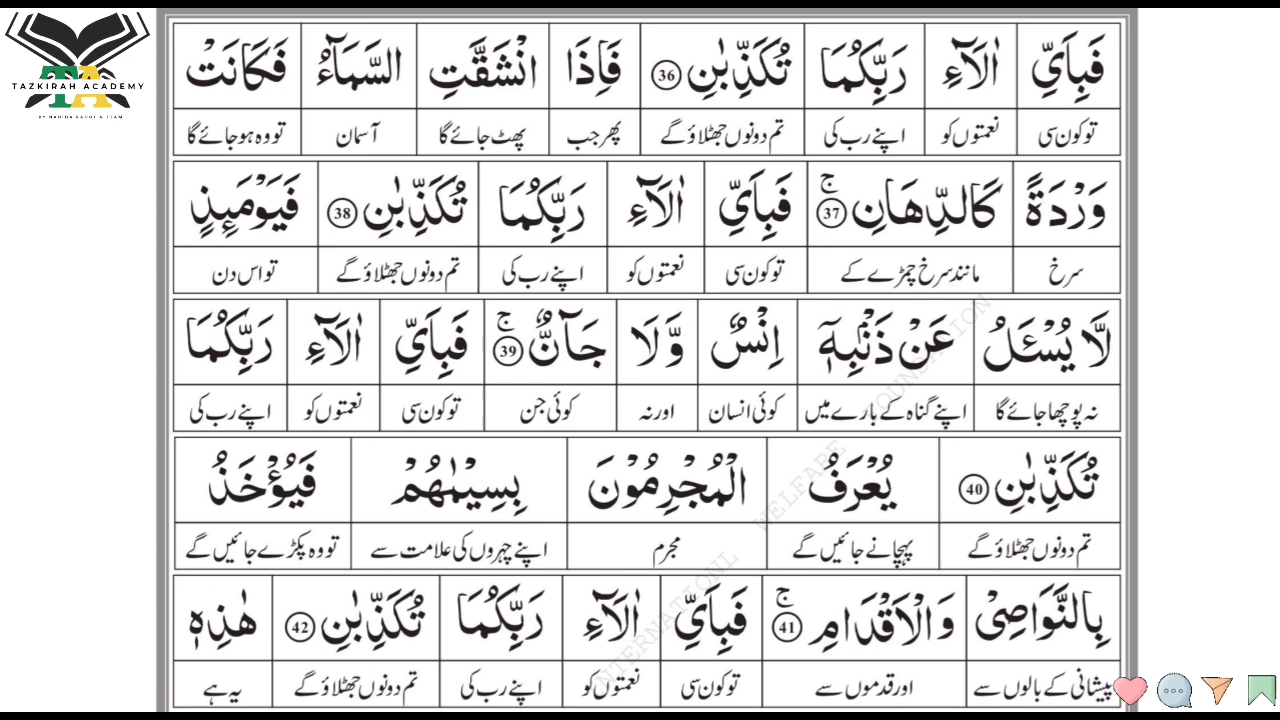 TAZKIRAH ACADEMY
فَبِاَيِّ اٰلَآءِ رَبِّكُمَا تُكَذِّبٰنِ 36 فَاِذَا انْشَقَّتِ السَّمَآءُ فَكَانَتْ
تو کون سی نعمتوں کو اپنے رب کی تم دونوں جھٹلاؤ گے پھر جب پھٹ جائے گا آسمان تو وہ ہو جائے گا
وَرْدَةً كَالدِّهَانِ ۚ 37 فَبِاَيِّ اٰلَآءِ رَبِّكُمَا تُكَذِّبٰنِ 38 فَيَوْمَىِٕذٍ
سرخ مانند سرخ چمڑے کے تو کون سی نعمتوں کو اپنے رب کی تم دونوں جھٹلاؤ گے تو اس دن
لَّا يُسْـَٔلُ عَنْ ذَنْۢبِهٖۤ اِنْسٌ وَّلَا جَآنٌّ ۚ 39 فَبِاَيِّ اٰلَآءِ رَبِّكُمَا
نہ پوچھا جائے گا اپنے گناہ کے بارے میں کوئی انسان اور نہ کوئی جن تو کون سی نعمتوں کو اپنے رب کی
تُكَذِّبٰنِ 40 يُعْرَفُ الْمُجْرِمُوْنَ بِسِيْمٰىهُمْ فَيُؤْخَذُ
تم دونوں جھٹلاؤ گے پہچانے جائیں گے مجرم اپنے چہروں کی علامت سے تو وہ پکڑے جائیں گے
بِالنَّوَاصِيْ وَالْاَقْدَامِ ۚ 41 فَبِاَيِّ اٰلَآءِ رَبِّكُمَا تُكَذِّبٰنِ 42 هٰذِهٖ
پیشانی کے بالوں سے اور قدموں سے تو کون سی نعمتوں کو اپنے رب کی تم دونوں جھٹلاؤ گے یہ ہے